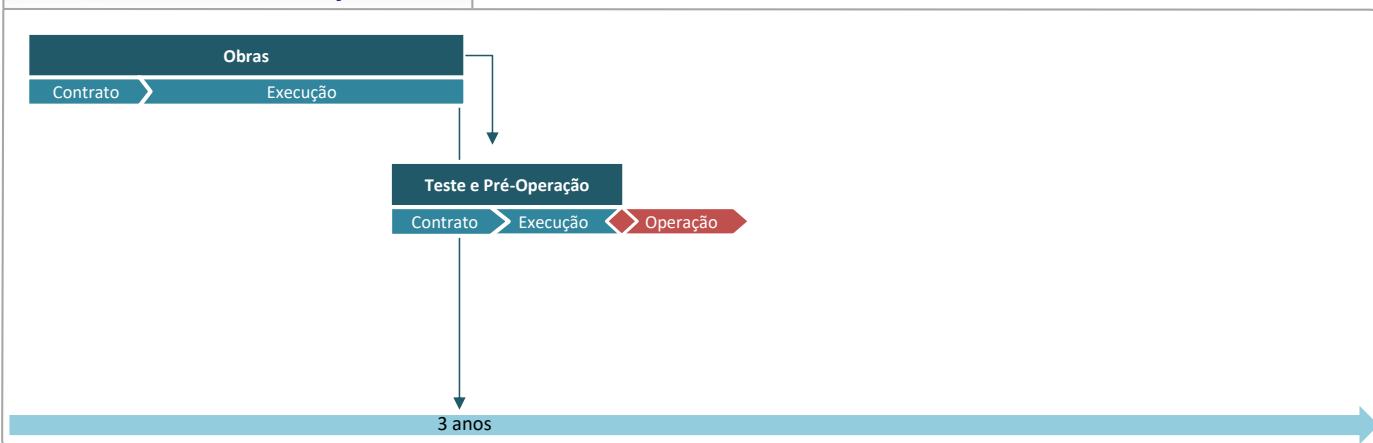 Obras
Contrato
Execução
Teste e Pré-Operação
Contrato
Execução
Operação
3 anos